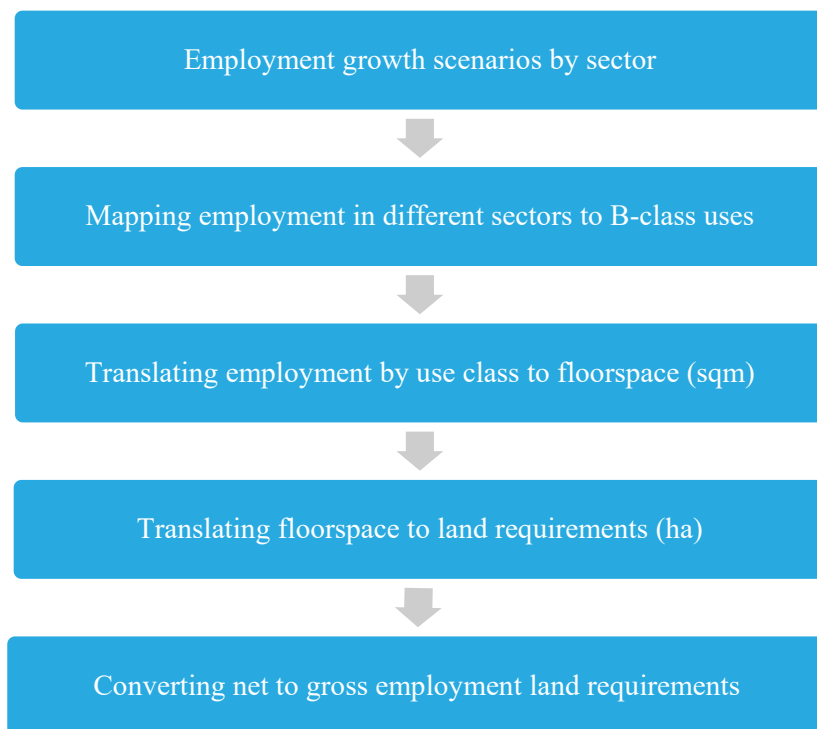 Employment growth scenarios by sector
Mapping employment in different sectors to B-class uses
Translating employment by use class to floorspace (sqm)
Translating floorspace to land requirements (ha)
Converting net to gross employment land requirements